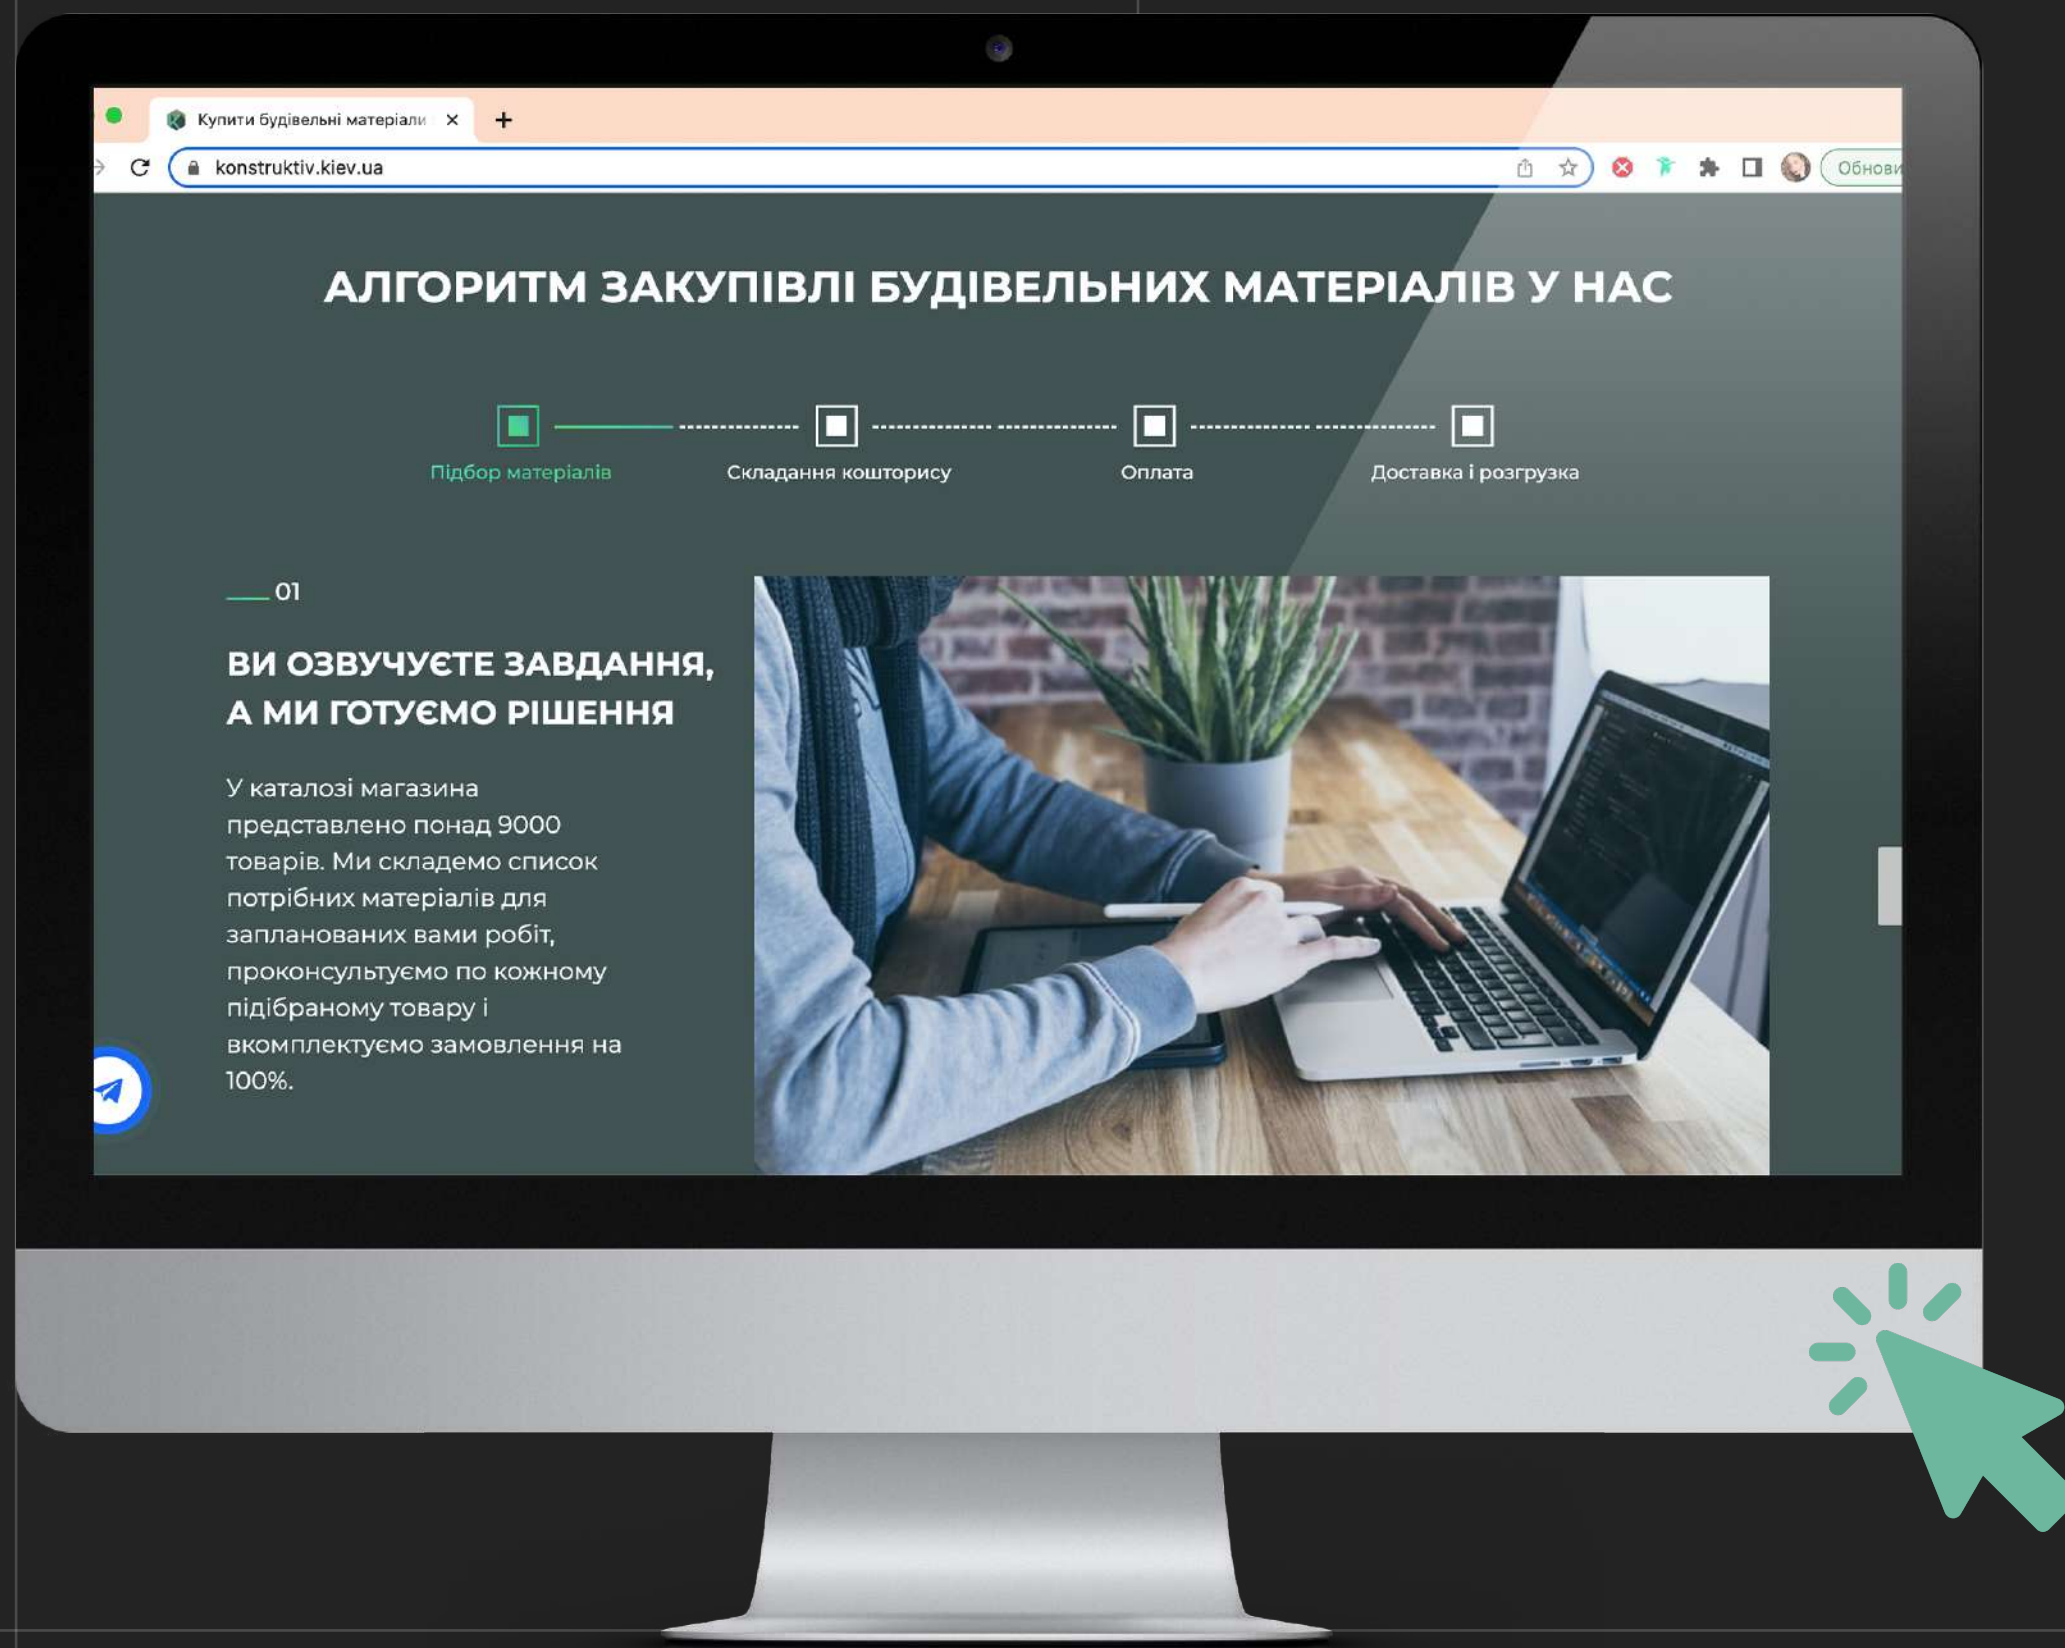 Купити будівельні матеріали
konstruktiv.kiev.ua
АЛГОРИТМ ЗАКУПІВЛІ БУДІВЕЛЬНИХ МАТЕРІАЛІВ У НАС
Підбор матеріалів
Складання кошторису
Оплата
Доставка і розгрузка
01
ВИ ОЗВУЧУЄТЕ ЗАВДАННЯ,
А МИ ГОТУЄМО РІШЕННЯ
У каталозі магазина
представлено понад 9000
товарів. Ми складемо список
потрібних матеріалів для
запланованих вами робіт,
проконсультуємо по кожному
підібраному товару і
вкомплектуємо замовлення на
100%.